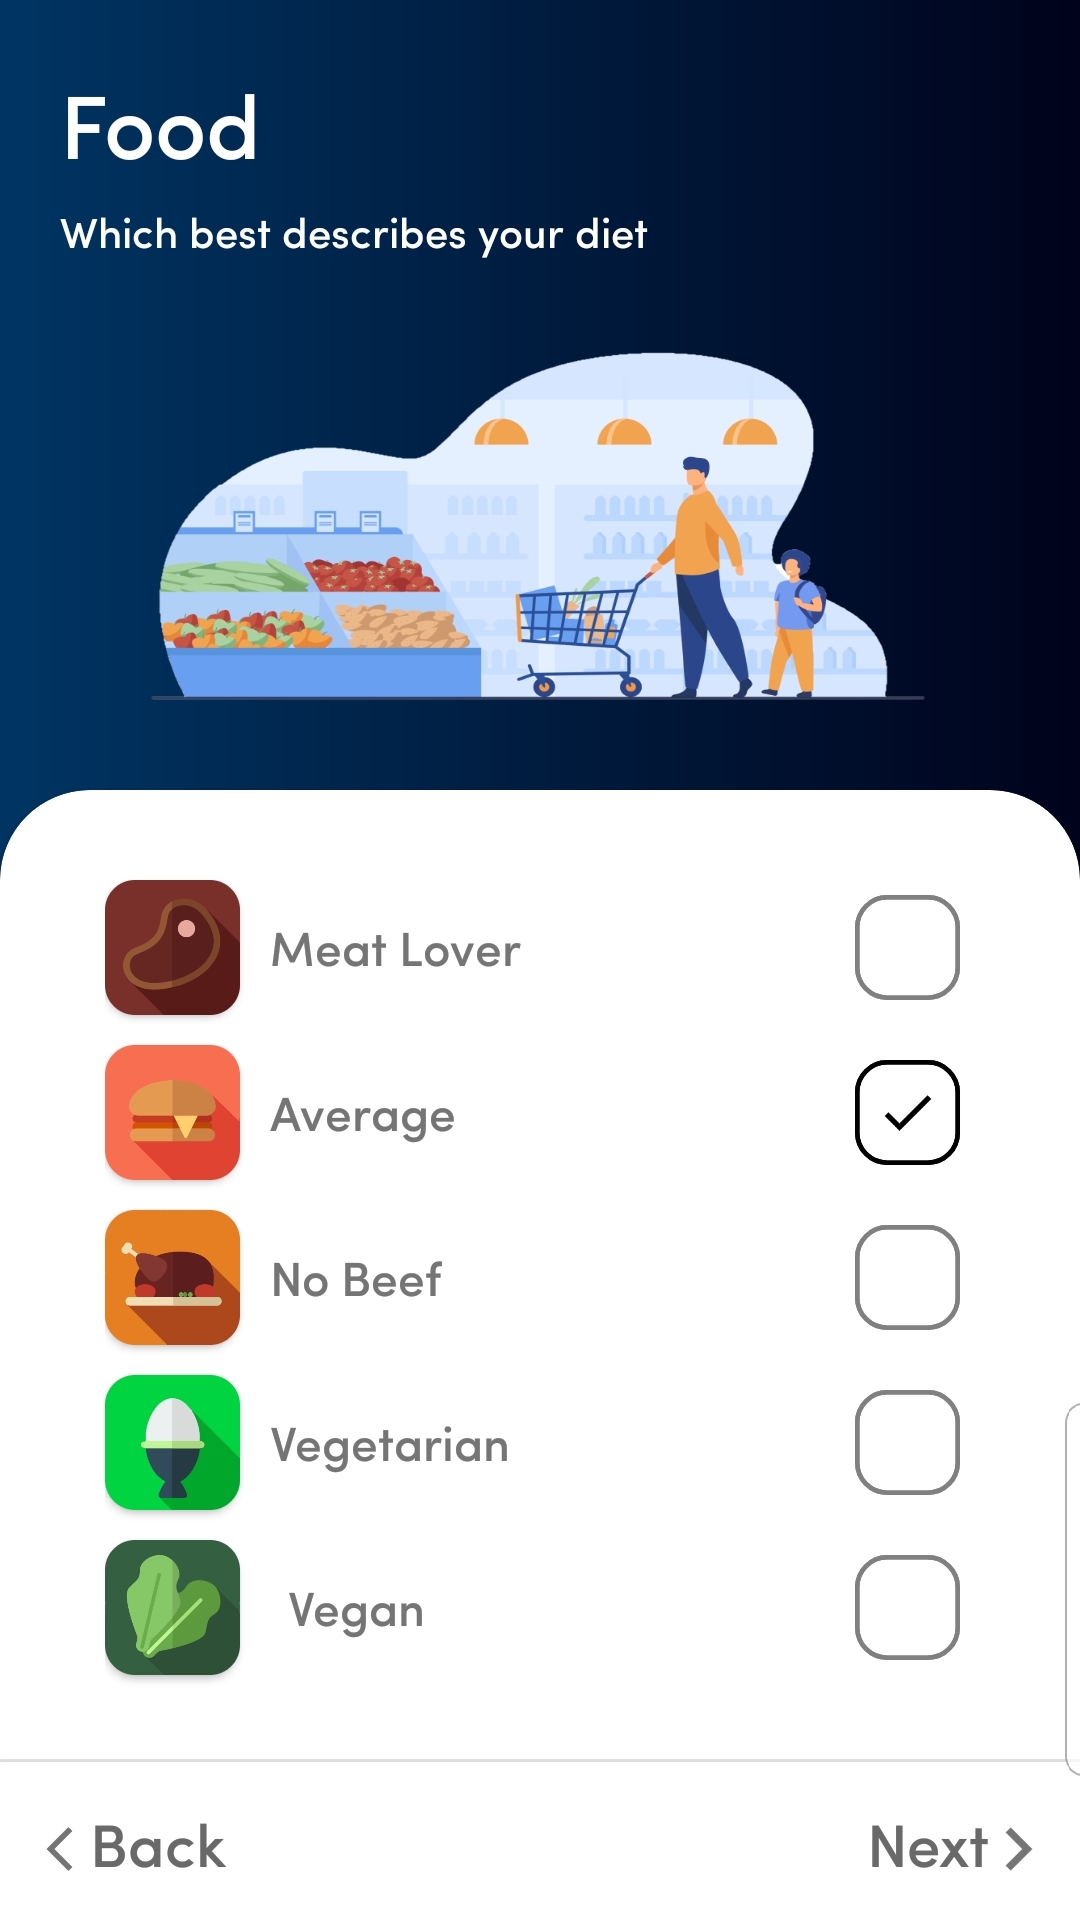 Food
Which best describes your diet
Meat Lover
Average
No Beef
Vegetarian
Vegan
Back
Next